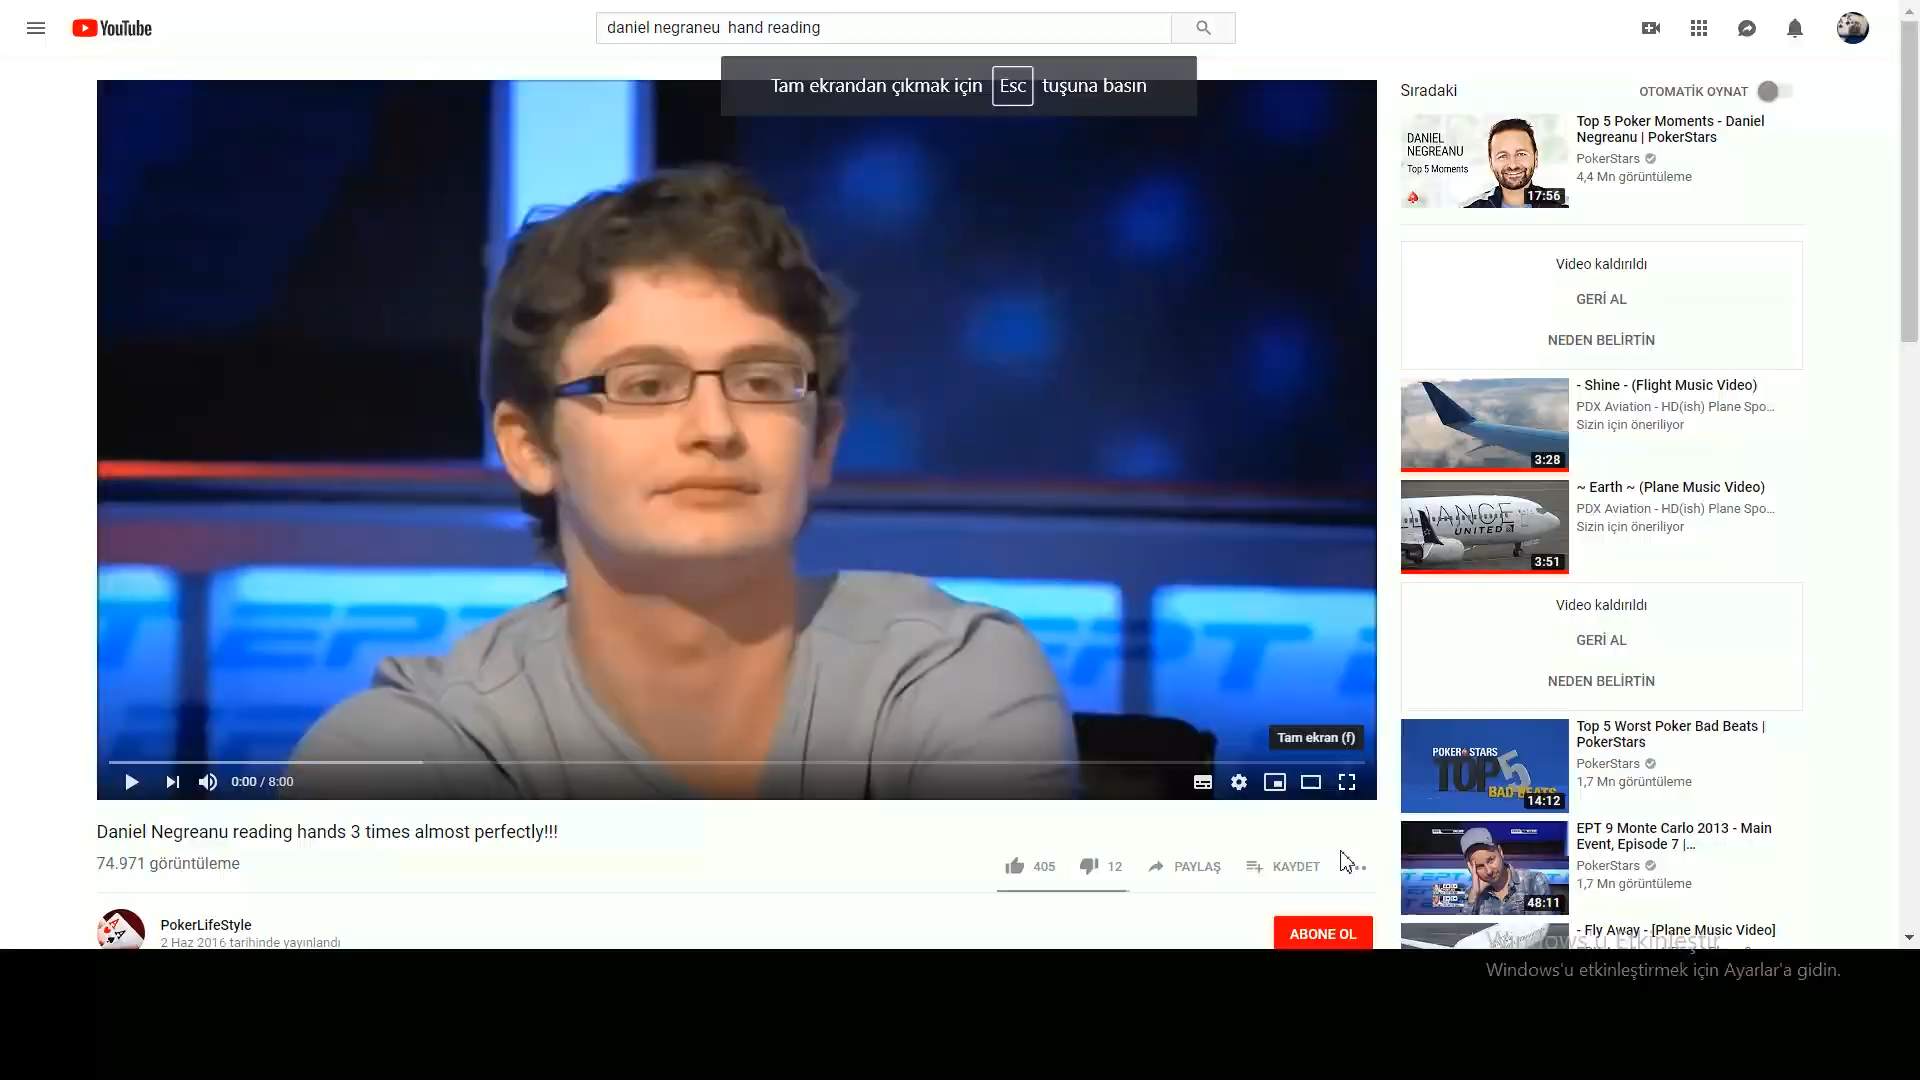 YouTube
daniel negraneu  hand reading
Tam ekrandan çıkmak için Esc tuşuna basın
EPT
EPT
Tam ekran (f)
0:00 / 8:00
Daniel Negreanu reading hands 3 times almost perfectly!!!
74.971 görüntüleme
405
12
PAYLAŞ
KAYDET
PokerLifeStyle
2 Haz 2016 tarihinde yayınlandı
ABONE OL
Sıradaki
OTOMATİK OYNAT
DANIEL
NEGREANU
Top 5 Moments
17:56
Top 5 Poker Moments - Daniel
Negreanu | PokerStars
PokerStars
4,4 Mn görüntüleme
Video kaldırıldı
GERİ AL
NEDEN BELİRTİN
3:28
- Shine - (Flight Music Video)
PDX Aviation - HD(ish) Plane Spo...
Sizin için öneriliyor
UNITED
3:51
~ Earth ~ (Plane Music Video)
PDX Aviation - HD(ish) Plane Spo...
Sizin için öneriliyor
Video kaldırıldı
GERİ AL
NEDEN BELİRTİN
POKER STARS
TOP 5
BAD BEATS
14:12
Top 5 Worst Poker Bad Beats |
PokerStars
PokerStars
1,7 Mn görüntüleme
48:11
EPT 9 Monte Carlo 2013 - Main
Event, Episode 7 |...
PokerStars
1,7 Mn görüntüleme
- Fly Away - [Plane Music Video]
Windows'u Etkinleştir
Windows'u etkinleştirmek için Ayarlar'a gidin.